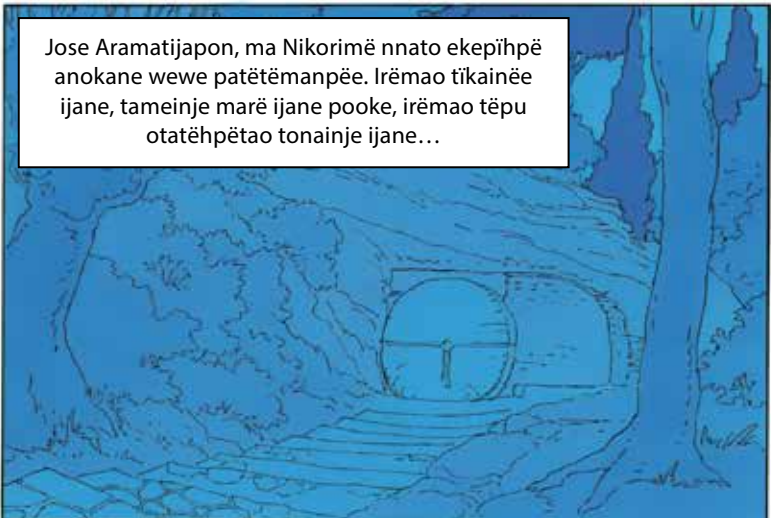 Jose Aramatijapon, ma Nikorimë nnato ekepïhpë
anokane wewe patëtëmanpëe. Irëmao tïkainëe
ijane, tameinje marë ijane pooke, irëmao tëpu
otatëhpëtao tonainje ijane…